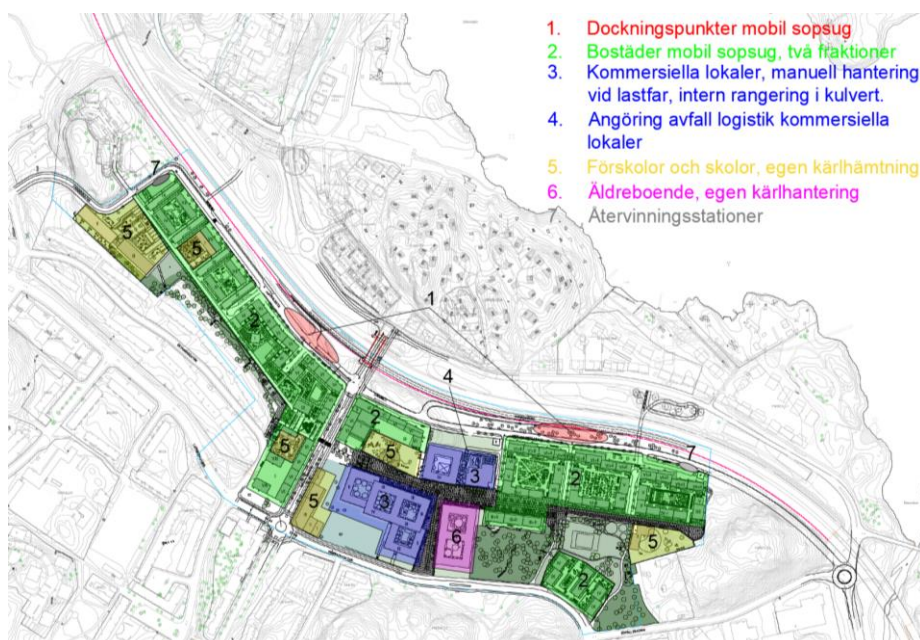 1. Dockningspunkter mobil sopsug
2. Bostäder mobil sopsug, två fraktioner
3. Kommersiella lokaler, manuell hantering
vid lastfar, intern rangering i kulvert.
4. Angöring avfall logistik kommersiella
lokaler
5. Förskolor och skolor, egen kärlhämtning
6. Äldreboende, egen kärlhantering
7. Återvinningsstationer
7
5
5
2
1
4
2
5
5
3
3
2
7
5
6
5
2